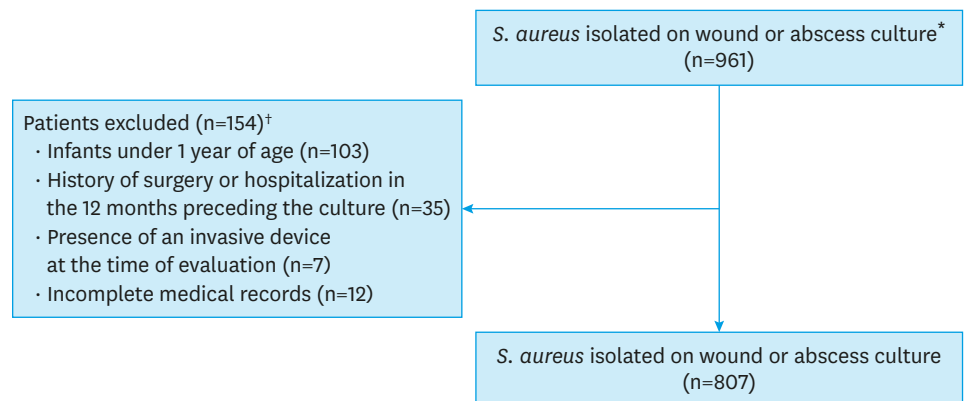 S. aureus isolated on wound or abscess culture*
(n=961)
Patients excluded (n=154)†
· Infants under 1 year of age (n=103)
· History of surgery or hospitalization in
the 12 months preceding the culture (n=35)
· Presence of an invasive device
at the time of evaluation (n=7)
· Incomplete medical records (n=12)
S. aureus isolated on wound or abscess culture
(n=807)